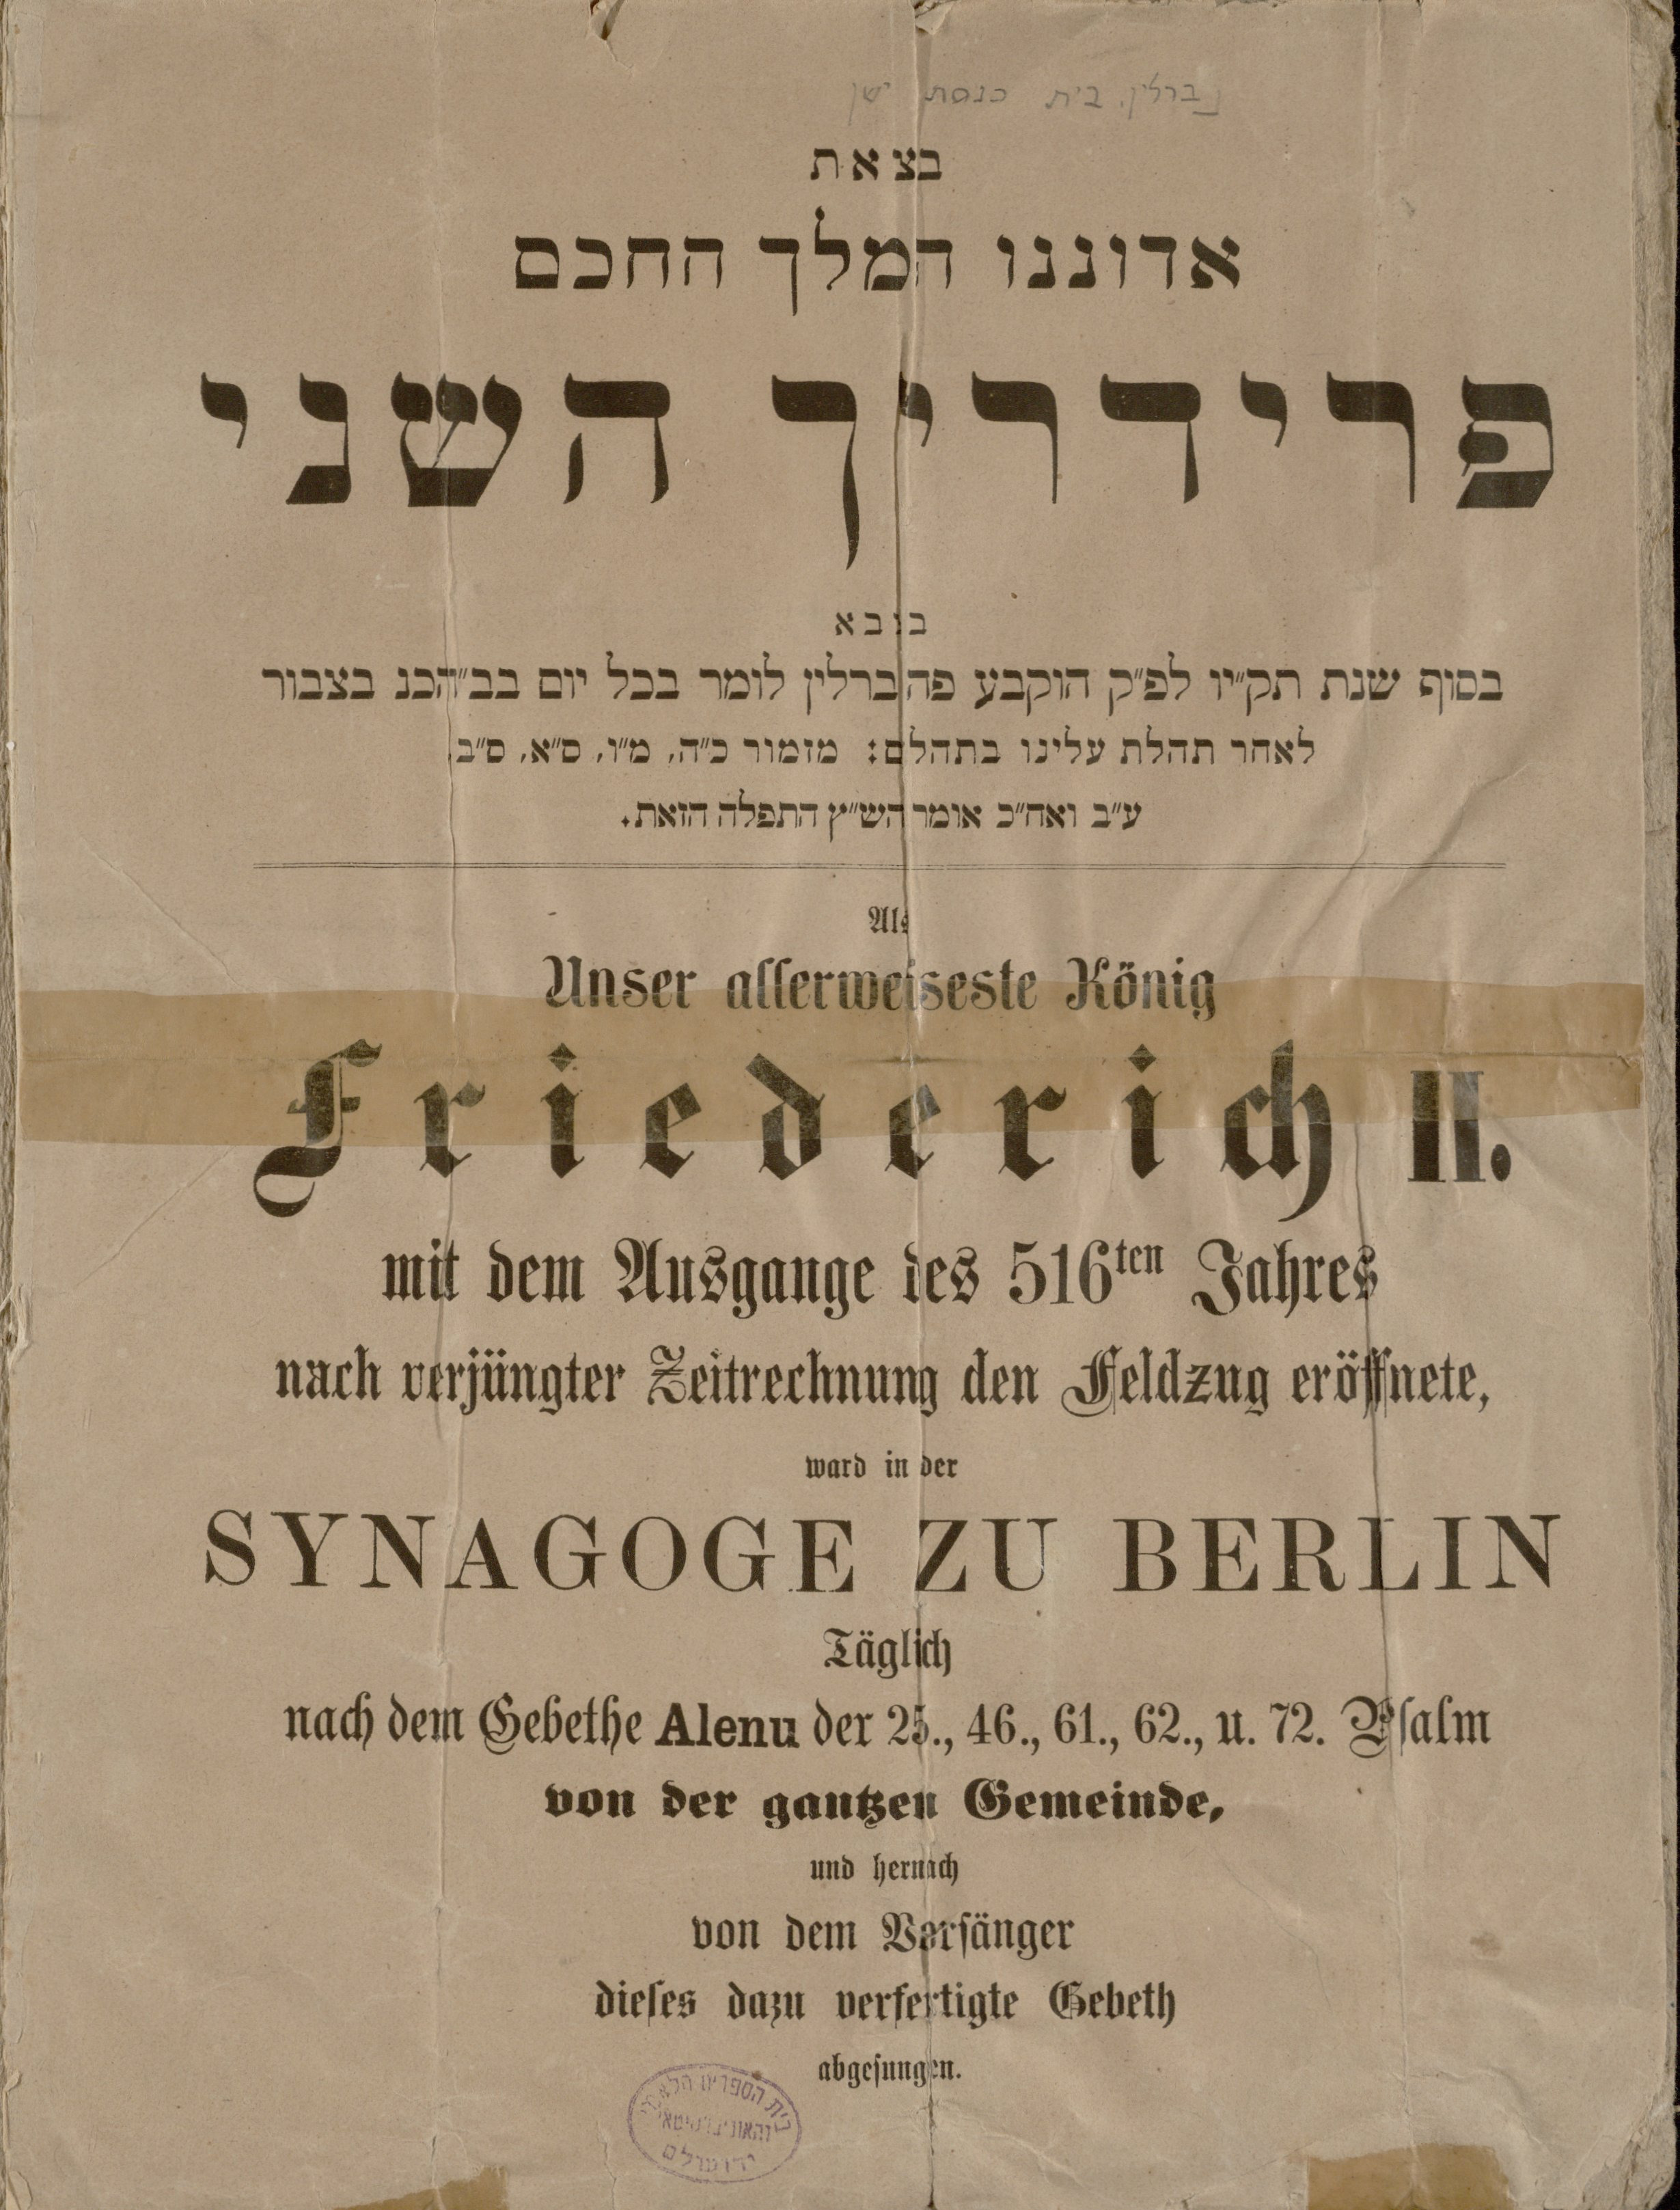 ברלין. בית כנסת ישן
בצאת
אדוננו המלך החכם
פרידריך השני
בצבא
בסוף שנת תק״יו לפ״ק הוקבע פה ברלין לומר בכל יום בב״הכנ בצבור
לאחר תהלת עלינו בתהלם: מזמור כ״ה, מ״ו, ס״א, ס״ב,
ע״ב ואח״כ אומר הש״ץ התפלה הזאת.
Als
Unser allerweiseste König
Friederich II.
mit dem Ausgange des 516ten Jahres
nach verjüngter Zeitrechnung den Feldzug eröffnete,
ward in der
SYNAGOGE ZU BERLIN
Täglich
nach dem Gebethe Alenu der 25., 46., 61., 62., u. 72. Psalm
von der gantzen Gemeinde,
und hernach
von dem Vorsänger
dieses dazu verfertigte Gebeth
abgesungen.
בית הספרים הלאומי
והאוניברסיטאי
ירושלים